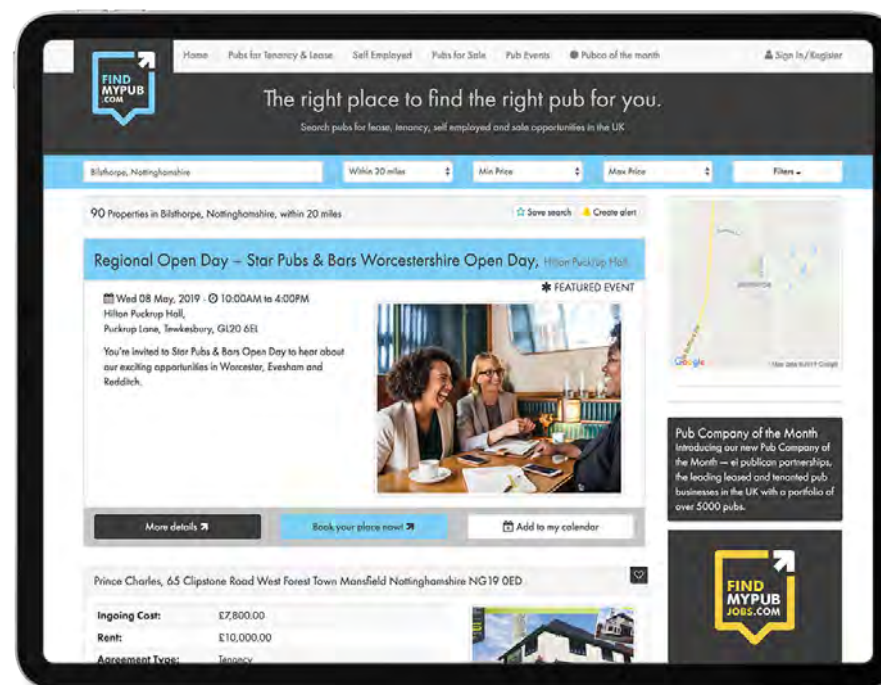 FIND
MYPUB
.COM
Home Pubs for Tenancy & Lease Self Employed Pubs for Sale Pub Events Pubco of the month Sign In/Register
The right place to find the right pub for you.
Search pubs for lease, tenancy, self employed and sale opportunities in the UK
Bilsthorpe, Nottinghamshire Within 20 miles Min Price Max Price Filters
90 Properties in Bilsthorpe, Nottinghamshire, within 20 miles Save search Create alert
Regional Open Day – Star Pubs & Bars Worcestershire Open Day, Hilton Puckrup Hall
FEATURED EVENT
Wed 08 May, 2019 - 10:00AM to 4:00PM
Hilton Puckrup Hall,
Puckrup Lane, Tewkesbury, GL20 6EL
You're invited to Star Pubs & Bars Open Day to hear about
our exciting opportunities in Worcester, Evesham and
Redditch.
More details Book your place now! Add to my calendar
Google Map data ©2019 Google
Pub Company of the Month
Introducing our new Pub Company of
the Month — ei publican partnerships,
the leading leased and tenanted pub
businesses in the UK with a portfolio of
over 5000 pubs.
Prince Charles, 65 Clipstone Road West Forest Town Mansfield Nottinghamshire NG19 0ED
Ingoing Cost: £7,800.00
Rent: £10,000.00
Agreement Type: Tenancy
FIND
MYPUB
JOBS.COM